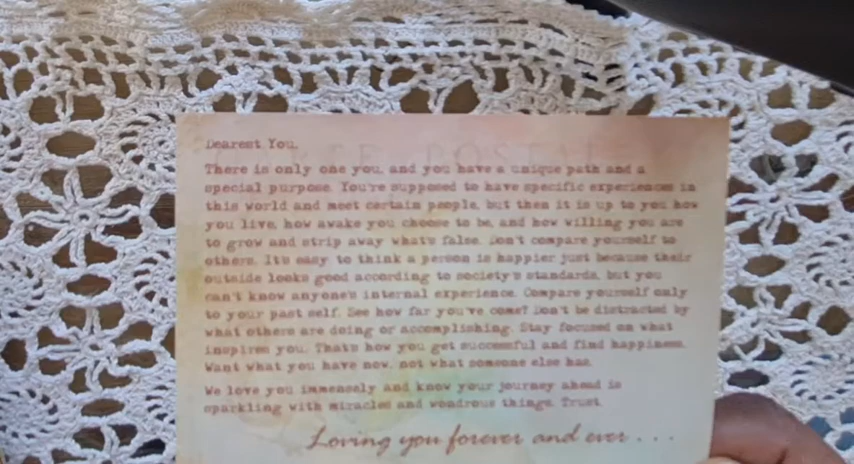 Dearest You,
CARTE POSTALE
There is only one you, and you have a unique path and a
special purpose. You're supposed to have specific experiences in
this world and meet certain people, but then it is up to you how
you live, how awake you choose to be, and how willing you are
to grow and strip away what's false. Don't compare yourself to
others. It's easy to think a person is happier just because their
outside looks good according to society's standards, but you
can't know anyone's internal experience. Compare yourself only
to your past self. See how far you've come? Don't be distracted by
what others are doing or accomplishing. Stay focused on what
inspires you. That's how you get successful and find happiness.
Want what you have now, not what someone else has.
We love you immensely and know your journey ahead is
sparkling with miracles and wondrous things. Trust.
Loving you forever and ever . . .